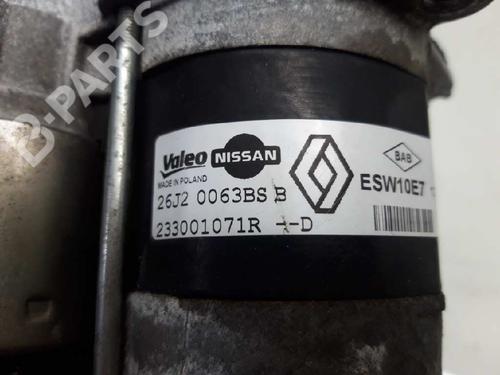 B-PARTS
Valeo NISSAN
MADE IN POLAND
26J2 0063BS B
233001071R --D
BAB
ESW10E7